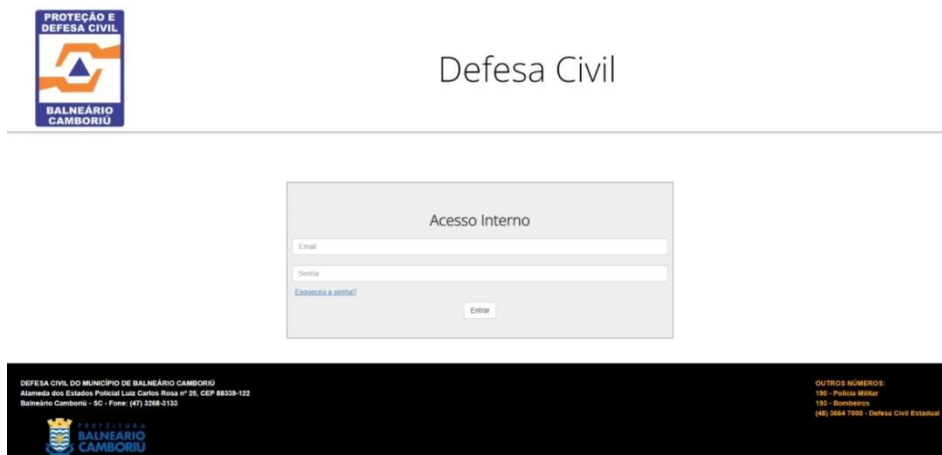 PROTEÇÃO E
DEFESA CIVIL
BALNEÁRIO
CAMBORIÚ
Defesa Civil
Acesso Interno
Email
Senha
Esqueceu a senha?
Entrar
DEFESA CIVIL DO MUNICÍPIO DE BALNEÁRIO CAMBORIÚ
Alameda dos Estados Policial Luiz Carlos Rosa nº 25, CEP 88339-122
Balneário Camboriú - SC - Fone: (47) 3268-3133
PREFEITURA
BALNEÁRIO
CAMBORIÚ
OUTROS NÚMEROS:
190 - Polícia Militar
193 - Bombeiros
(48) 3664 7000 - Defesa Civil Estadual